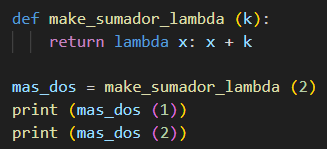 def make_sumador_lambda (k):
    return lambda x: x + k

mas_dos = make_sumador_lambda (2)
print (mas_dos (1))
print (mas_dos (2))